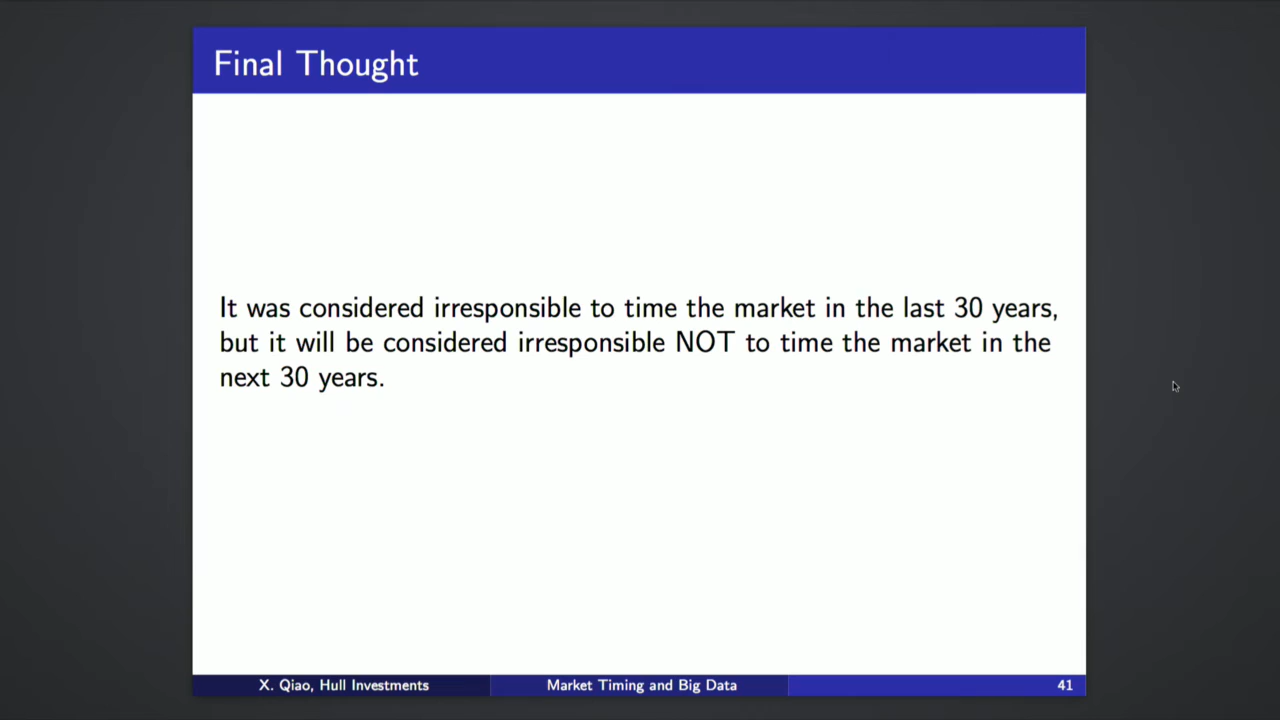 Final Thought
It was considered irresponsible to time the market in the last 30 years,
but it will be considered irresponsible NOT to time the market in the
next 30 years.
X. Qiao, Hull Investments
Market Timing and Big Data
41